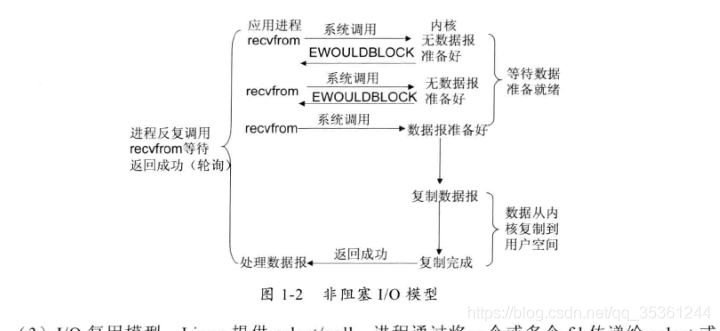 应用进程 系统调用 内核
recvfrom 无数据报
EWOULDBLOCK 准备好
系统调用 无数据报
recvfrom EWOULDBLOCK 准备好
等待数据
准备就绪
系统调用
recvfrom 数据报准备好
进程反复调用
recvfrom等待
返回成功（轮询）
复制数据报
数据从内
核复制到
用户空间
返回成功
处理数据报 复制完成
图 1-2 非阻塞 I/O 模型
https://blog.csdn.net/qq_35361244